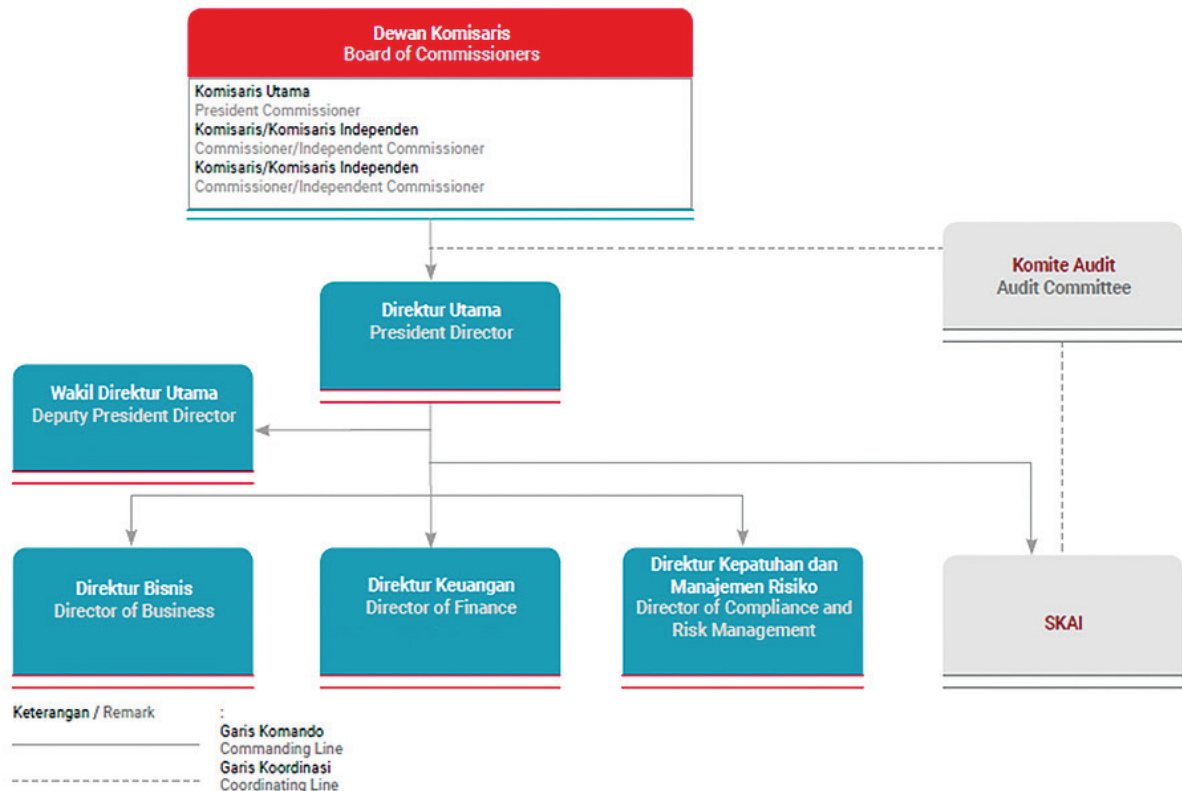 Dewan Komisaris
Board of Commissioners
Komisaris Utama
President Commissioner
Komisaris/Komisaris Independen
Commissioner/Independent Commissioner
Komisaris/Komisaris Independen
Commissioner/Independent Commissioner
Komite Audit
Audit Committee
Direktur Utama
President Director
Wakil Direktur Utama
Deputy President Director
Direktur Bisnis
Director of Business
Direktur Keuangan
Director of Finance
Direktur Kepatuhan dan
Manajemen Risiko
Director of Compliance and
Risk Management
SKAI
Keterangan / Remark :
Garis Komando
Commanding Line
Garis Koordinasi
Coordinating Line